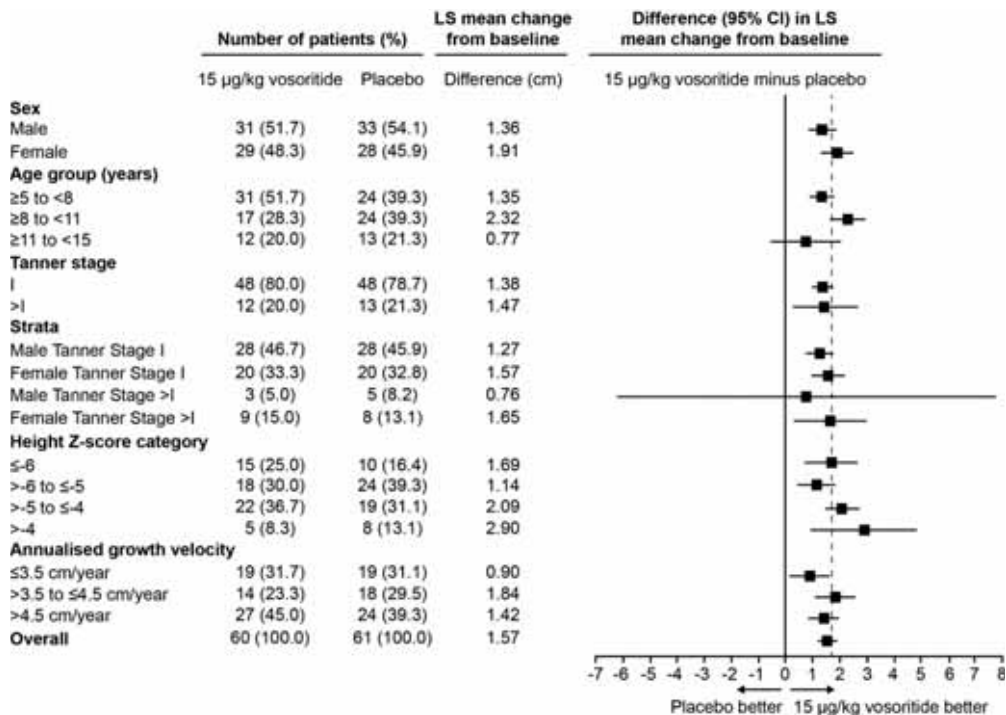 Number of patients (%) LS mean change from baseline Difference (95% CI) in LS mean change from baseline
15 µg/kg vosoritide Placebo Difference (cm) 15 µg/kg vosoritide minus placebo
Sex
Male 31 (51.7) 33 (54.1) 1.36
Female 29 (48.3) 28 (45.9) 1.91
Age group (years)
≥5 to <8 31 (51.7) 24 (39.3) 1.35
≥8 to <11 17 (28.3) 24 (39.3) 2.32
≥11 to <15 12 (20.0) 13 (21.3) 0.77
Tanner stage
I 48 (80.0) 48 (78.7) 1.38
>I 12 (20.0) 13 (21.3) 1.47
Strata
Male Tanner Stage I 28 (46.7) 28 (45.9) 1.27
Female Tanner Stage I 20 (33.3) 20 (32.8) 1.57
Male Tanner Stage >I 3 (5.0) 5 (8.2) 0.76
Female Tanner Stage >I 9 (15.0) 8 (13.1) 1.65
Height Z-score category
≤-6 15 (25.0) 10 (16.4) 1.69
>-6 to ≤-5 18 (30.0) 24 (39.3) 1.14
>-5 to ≤-4 22 (36.7) 19 (31.1) 2.09
>-4 5 (8.3) 8 (13.1) 2.90
Annualised growth velocity
≤3.5 cm/year 19 (31.7) 19 (31.1) 0.90
>3.5 to ≤4.5 cm/year 14 (23.3) 18 (29.5) 1.84
>4.5 cm/year 27 (45.0) 24 (39.3) 1.42
Overall 60 (100.0) 61 (100.0) 1.57
-7 -6 -5 -4 -3 -2 -1 0 1 2 3 4 5 6 7 8
Placebo better 15 µg/kg vosoritide better